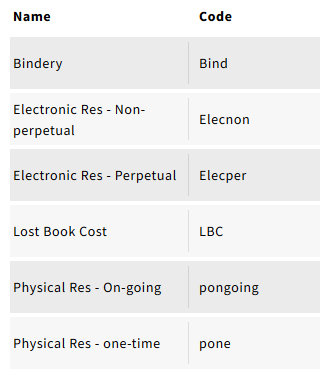 Name Code
Bindery Bind
Electronic Res - Non-
perpetual Elecnon
Electronic Res - Perpetual Elecper
Lost Book Cost LBC
Physical Res - On-going pongoing
Physical Res - one-time pone